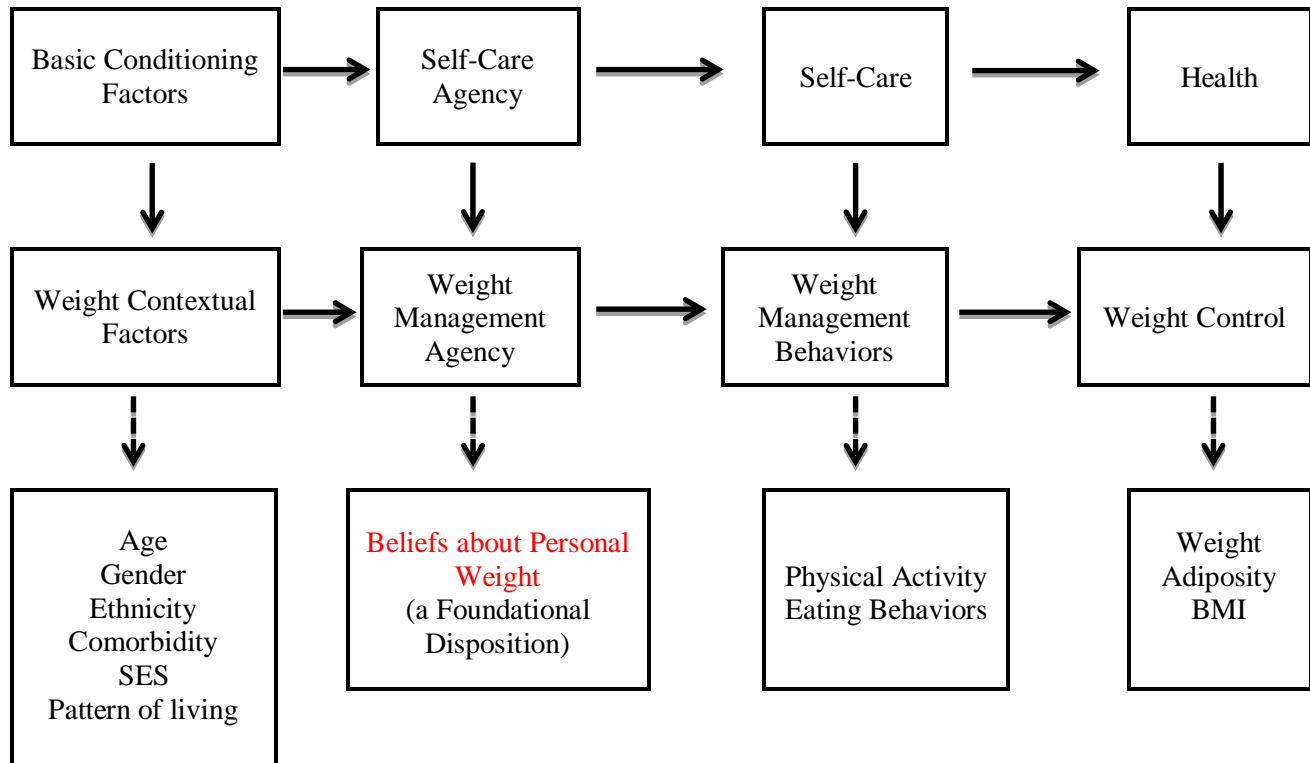 Basic Conditioning
Factors
Self-Care
Agency
Self-Care
Health
Weight Contextual
Factors
Weight
Management
Agency
Weight
Management
Behaviors
Weight Control
Age
Gender
Ethnicity
Comorbidity
SES
Pattern of living
Beliefs about Personal
Weight
(a Foundational
Disposition)
Physical Activity
Eating Behaviors
Weight
Adiposity
BMI